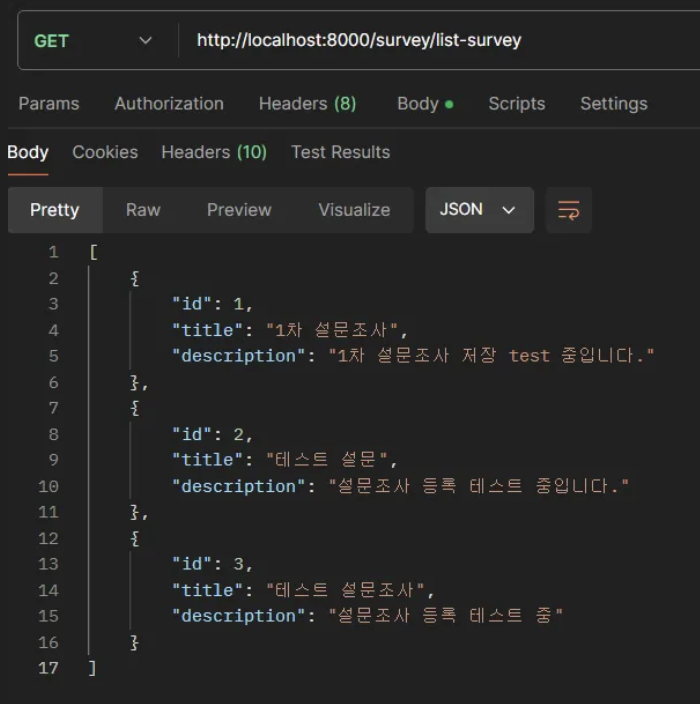 GET http://localhost:8000/survey/list-survey
Params Authorization Headers (8) Body Scripts Settings
Body Cookies Headers (10) Test Results
Pretty Raw Preview Visualize JSON
1 [
2 {
3 "id": 1,
4 "title": "1차 설문조사",
5 "description": "1차 설문조사 저장 test 중입니다."
6 },
7 {
8 "id": 2,
9 "title": "테스트 설문",
10 "description": "설문조사 등록 테스트 중입니다."
11 },
12 {
13 "id": 3,
14 "title": "테스트 설문조사",
15 "description": "설문조사 등록 테스트 중"
16 }
17 ]